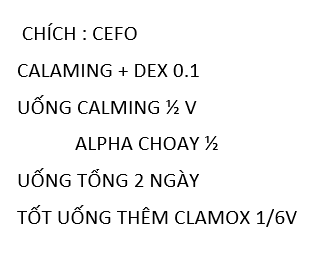 CHÍCH : CEFO
CALAMING + DEX 0.1
UỐNG CALMING ½ V
ALPHA CHOAY ½
UỐNG TỔNG 2 NGÀY
TỐT UỐNG THÊM CLAMOX 1/6V